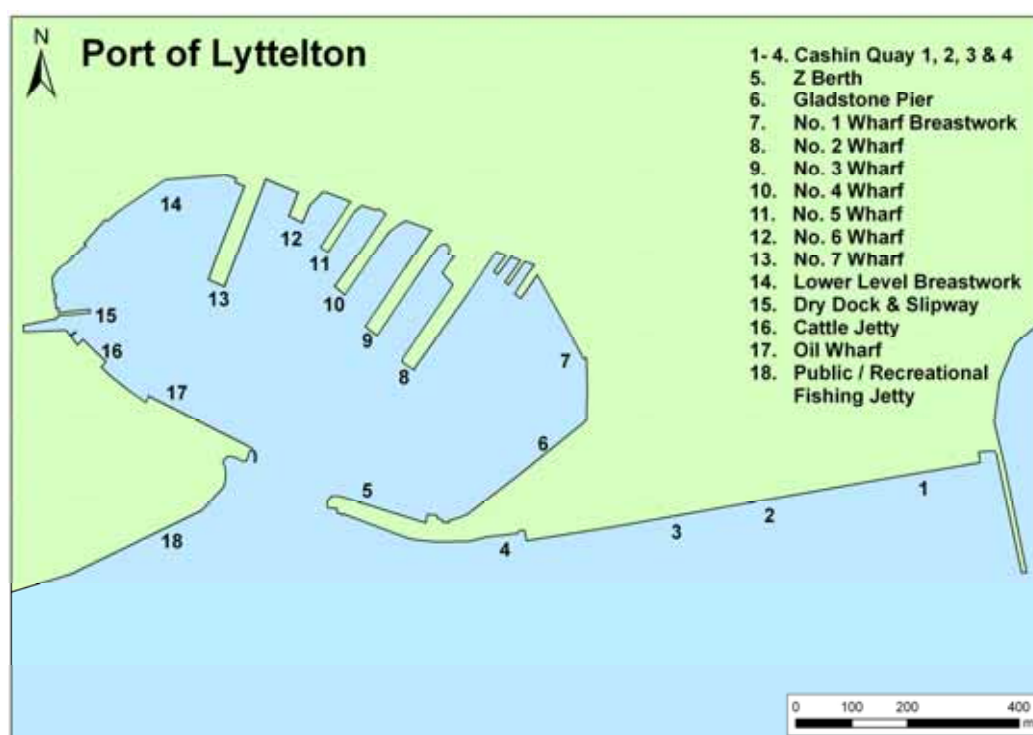 N
Port of Lyttelton
1- 4. Cashin Quay 1, 2, 3 & 4
5. Z Berth
6. Gladstone Pier
7. No. 1 Wharf Breastwork
8. No. 2 Wharf
9. No. 3 Wharf
10. No. 4 Wharf
11. No. 5 Wharf
12. No. 6 Wharf
13. No. 7 Wharf
14. Lower Level Breastwork
15. Dry Dock & Slipway
16. Cattle Jetty
17. Oil Wharf
18. Public / Recreational
Fishing Jetty
14
12
11
13
10
15
9
16
7
8
17
6
5
1
2
3
18
4
0 100 200 400
m